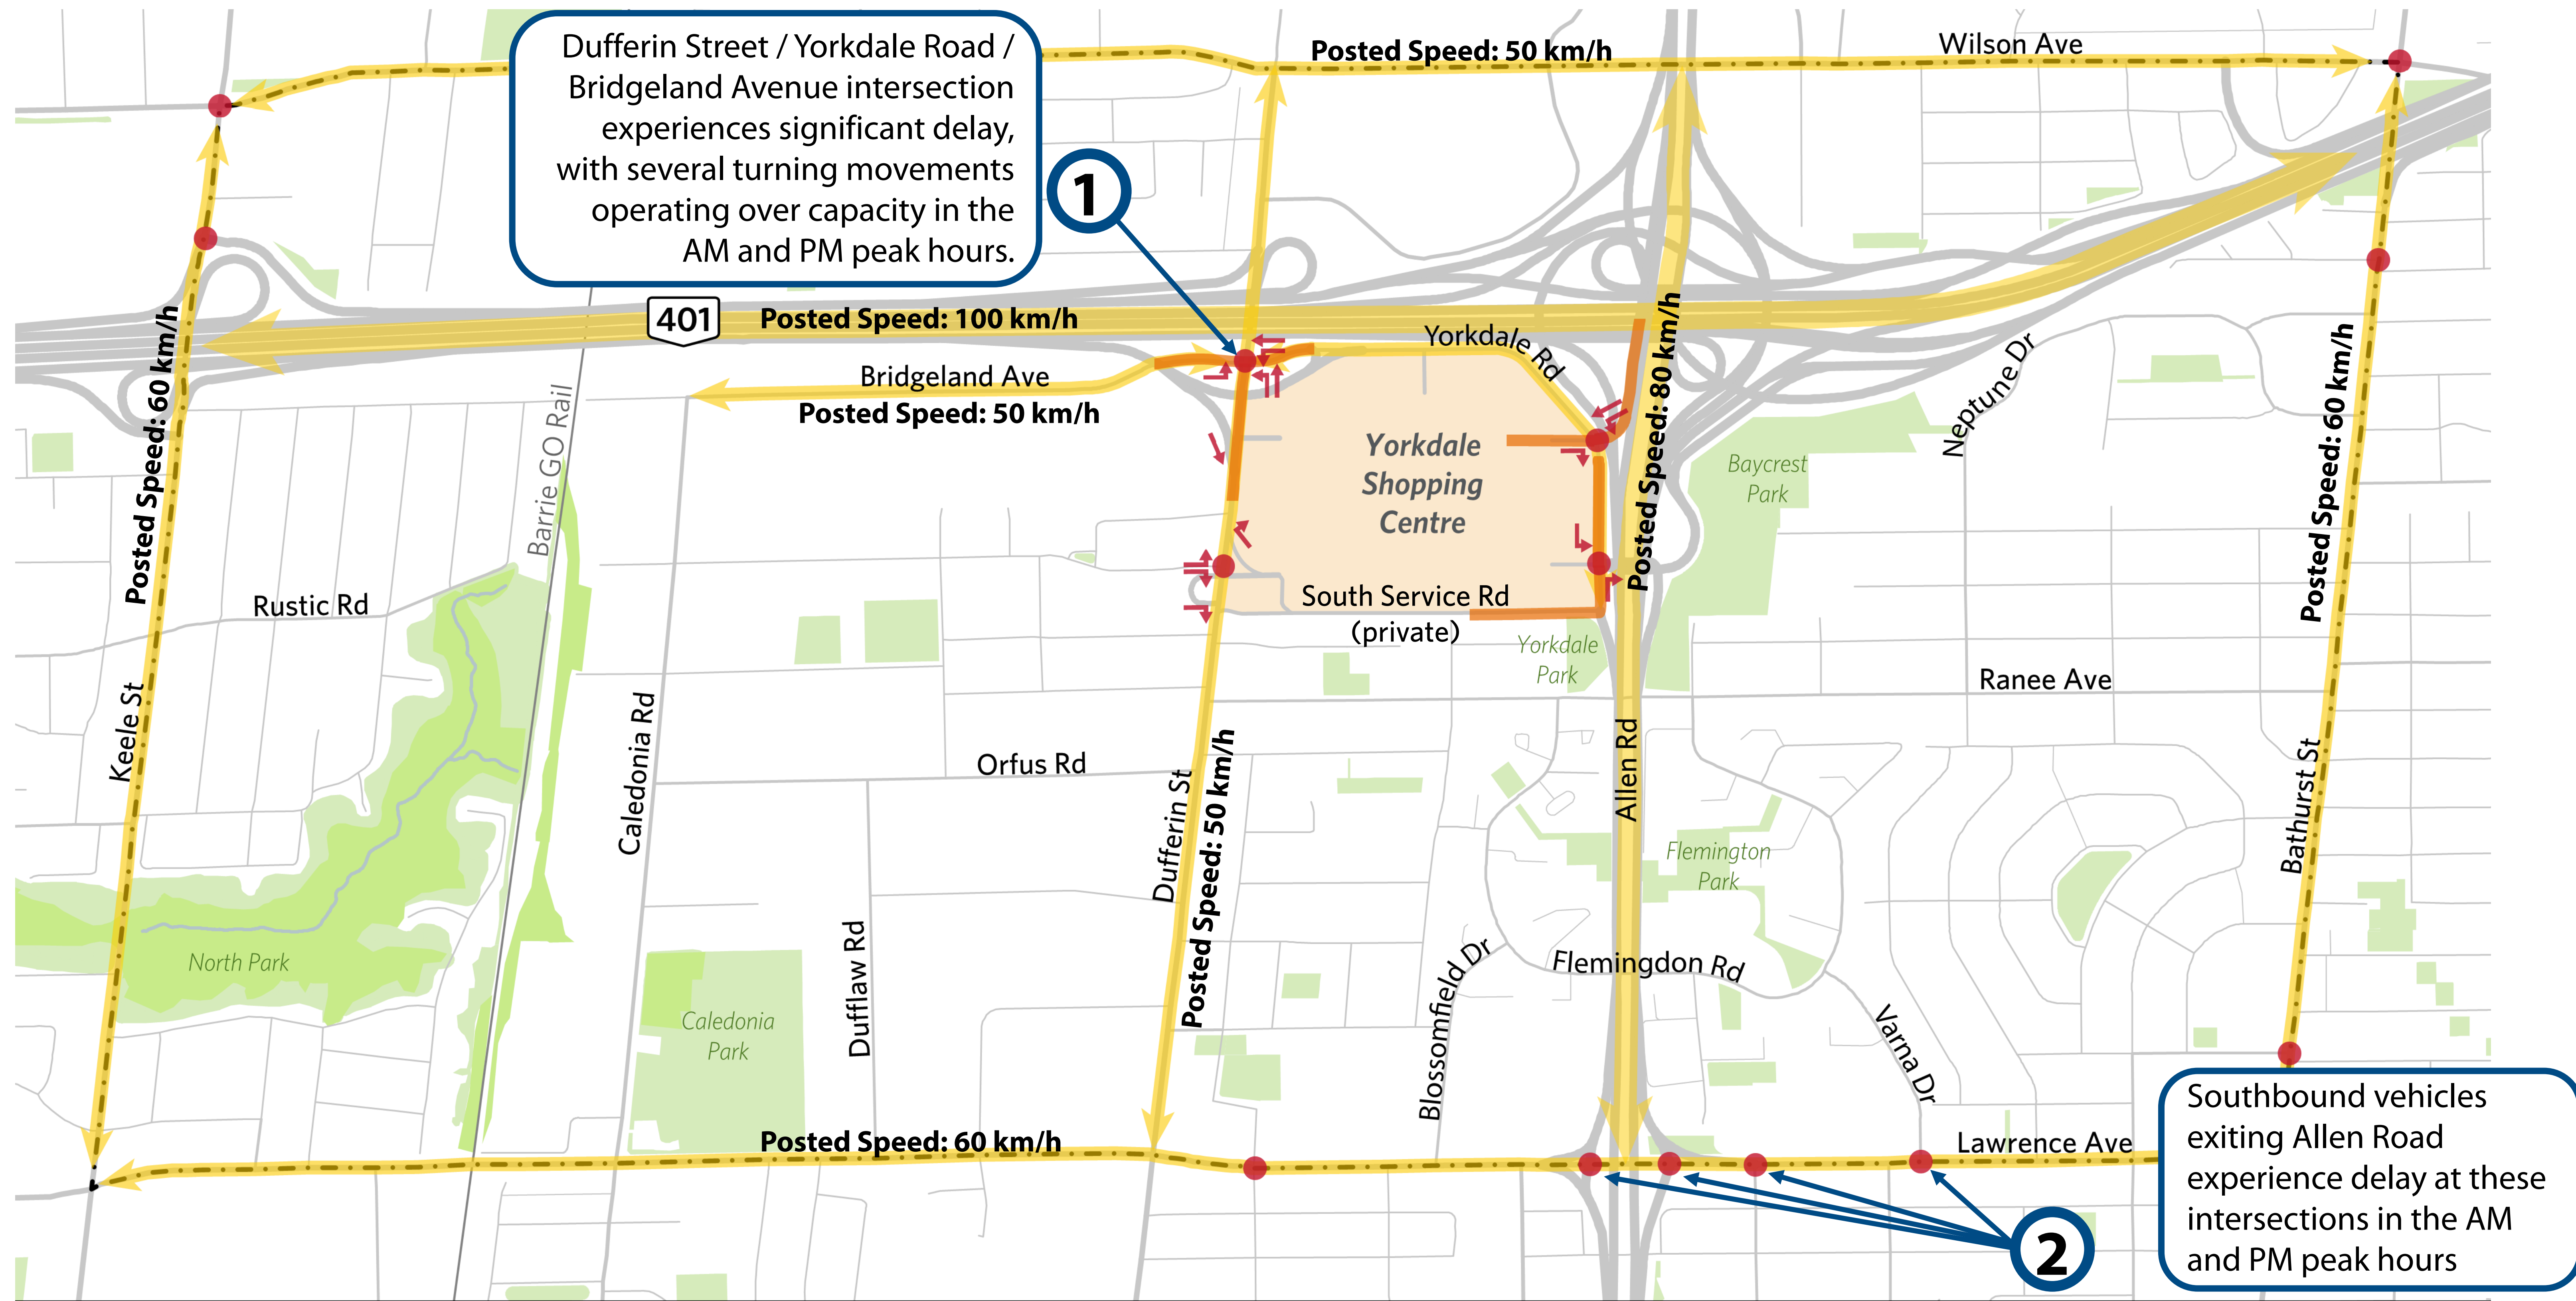 Dufferin Street / Yorkdale Road /
Bridgeland Avenue intersection
experiences significant delay,
with several turning movements
operating over capacity in the
AM and PM peak hours.
1
Posted Speed: 50 km/h
Wilson Ave
401
Posted Speed: 100 km/h
Yorkdale Rd
Bridgeland Ave
Posted Speed: 50 km/h
Posted Speed: 60 km/h
Barrie GO Rail
Yorkdale
Shopping
Centre
Posted Speed: 80 km/h
Baycrest
Park
Neptune Dr
Posted Speed: 60 km/h
Rustic Rd
South Service Rd
(private)
Yorkdale
Park
Ranee Ave
Keele St
Caledonia Rd
Orfus Rd
Dufferin St
Posted Speed: 50 km/h
Allen Rd
Flemington
Park
Bathurst St
North Park
Dufflaw Rd
Caledonia
Park
Blossomfield Dr
Flemingdon Rd
Varna Dr
Posted Speed: 60 km/h
Lawrence Ave
Southbound vehicles
exiting Allen Road
experience delay at these
intersections in the AM
and PM peak hours
2